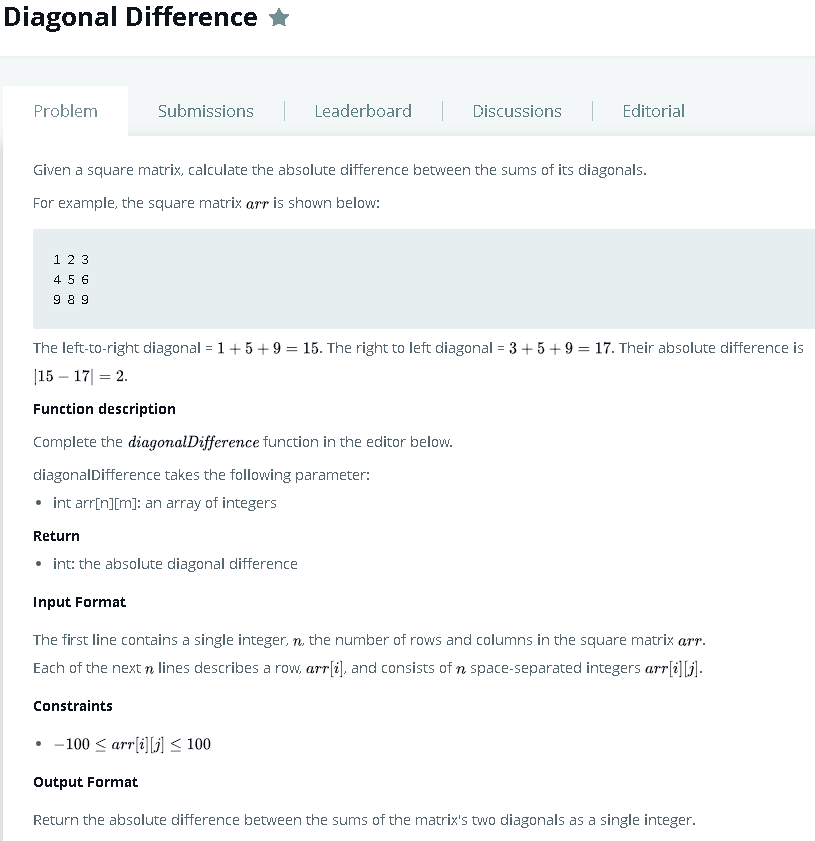 Diagonal Difference
Problem
Submissions
Leaderboard
Discussions
Editorial
Given a square matrix, calculate the absolute difference between the sums of its diagonals.
For example, the square matrix arr is shown below:
1 2 3
4 5 6
9 8 9
The left-to-right diagonal = 1 + 5 + 9 = 15. The right to left diagonal = 3 + 5 + 9 = 17. Their absolute difference is
|15 − 17| = 2.
Function description
Complete the diagonalDifference function in the editor below.
diagonalDifference takes the following parameter:
• int arr[n][m]: an array of integers
Return
• int: the absolute diagonal difference
Input Format
The first line contains a single integer, n, the number of rows and columns in the square matrix arr.
Each of the next n lines describes a row, arr[i], and consists of n space-separated integers arr[i][j].
Constraints
• −100 ≤ arr[i][j] ≤ 100
Output Format
Return the absolute difference between the sums of the matrix's two diagonals as a single integer.